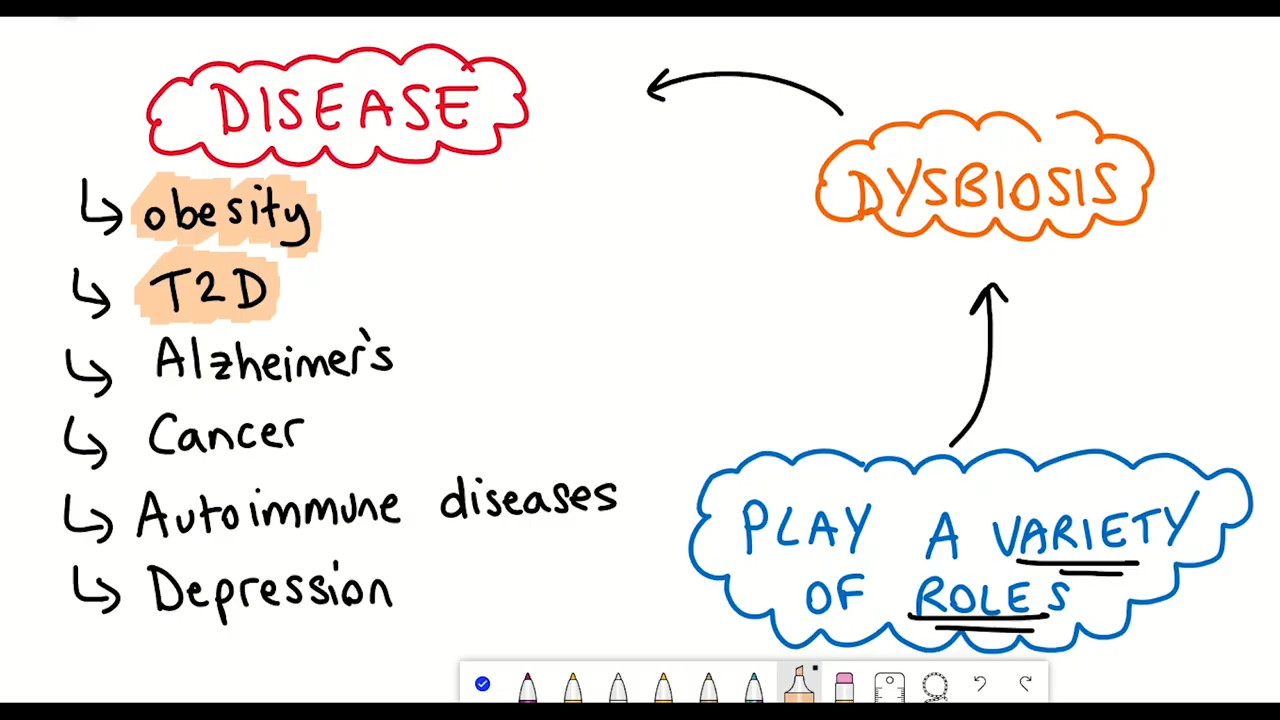 DISEASE
obesity
T2D
Alzheimer's
Cancer
Autoimmune diseases
Depression
DYSBIOSIS
PLAY A VARIETY
OF ROLES